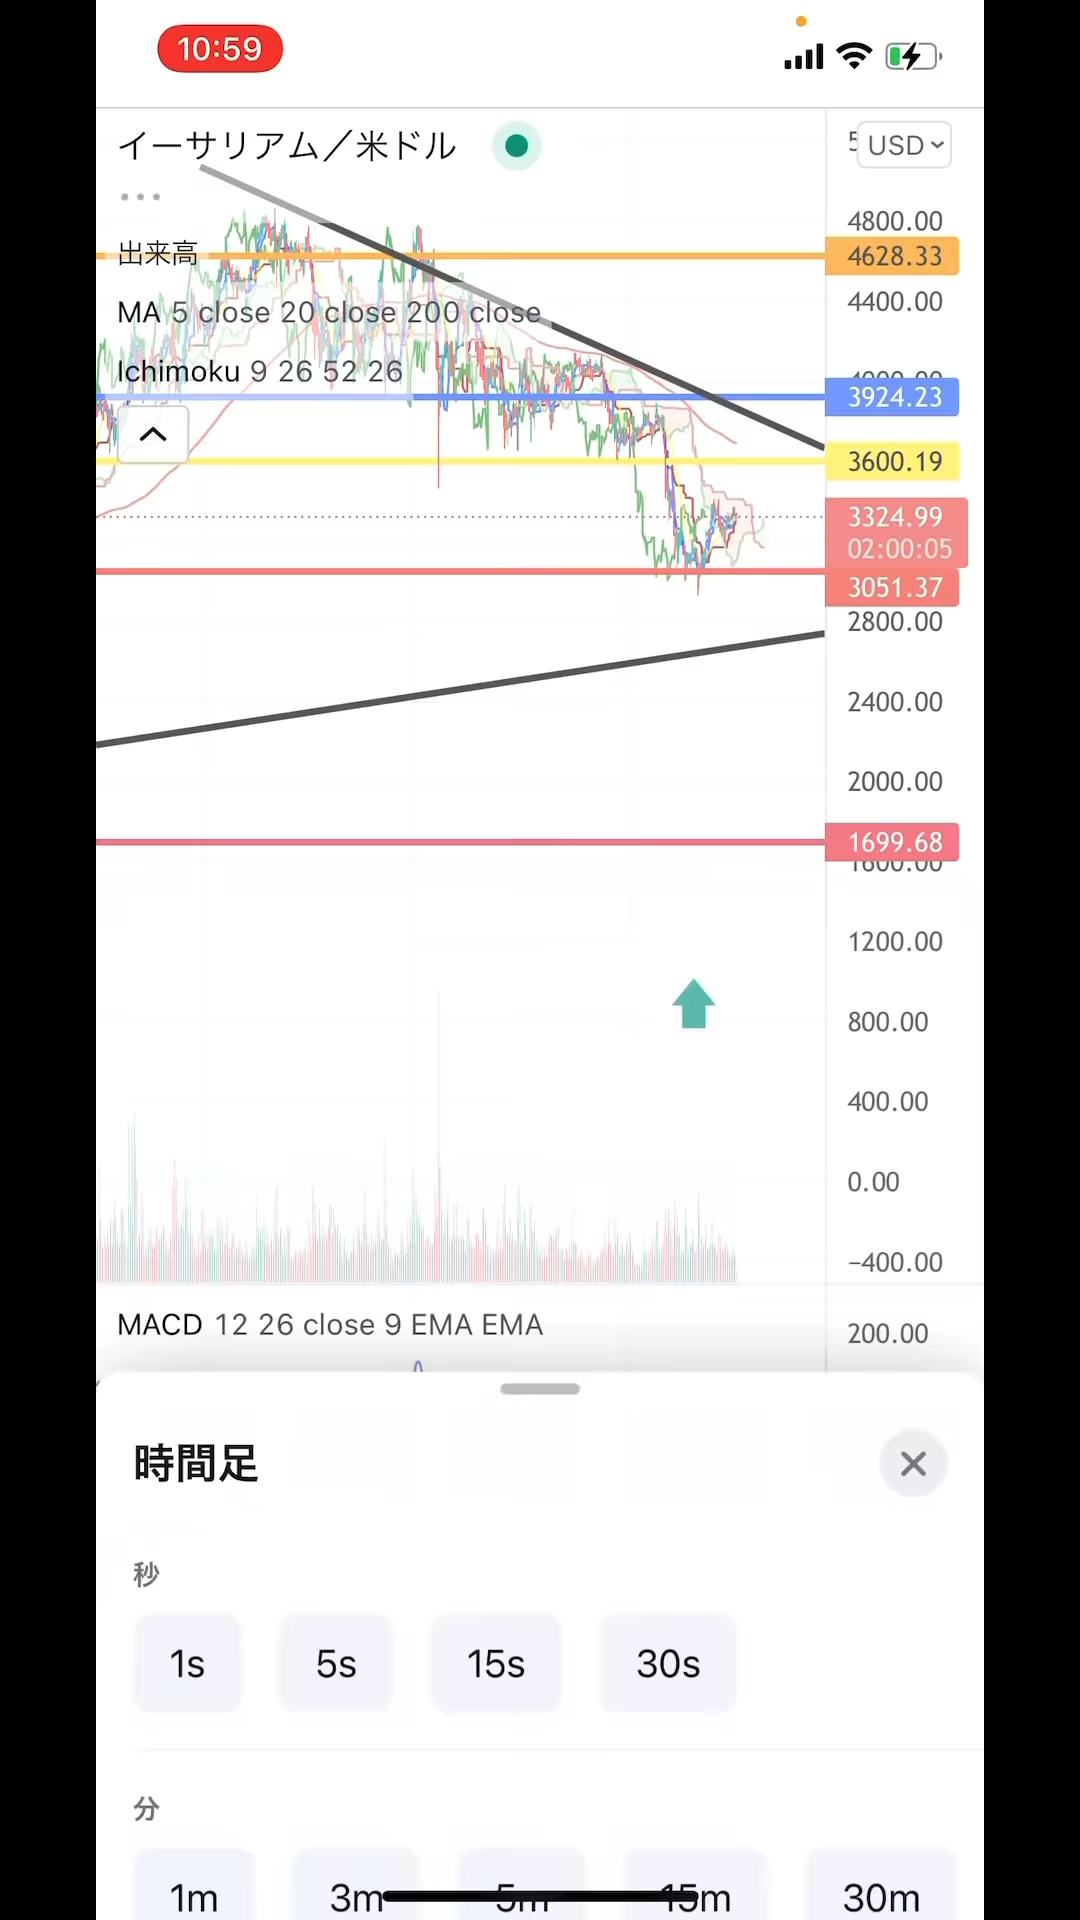 10:59
イーサリアム／米ドル
USD
4800.00
出来高
4628.33
4400.00
MA 5 close 20 close 200 close
Ichimoku 9 26 52 26
3924.23
3600.19
3324.99
02:00:05
3051.37
2800.00
2400.00
2000.00
1699.68
1600.00
1200.00
800.00
400.00
0.00
−400.00
MACD 12 26 close 9 EMA EMA
200.00
時間足
秒
1s 5s 15s 30s
分
1m 3m 5m 15m 30m